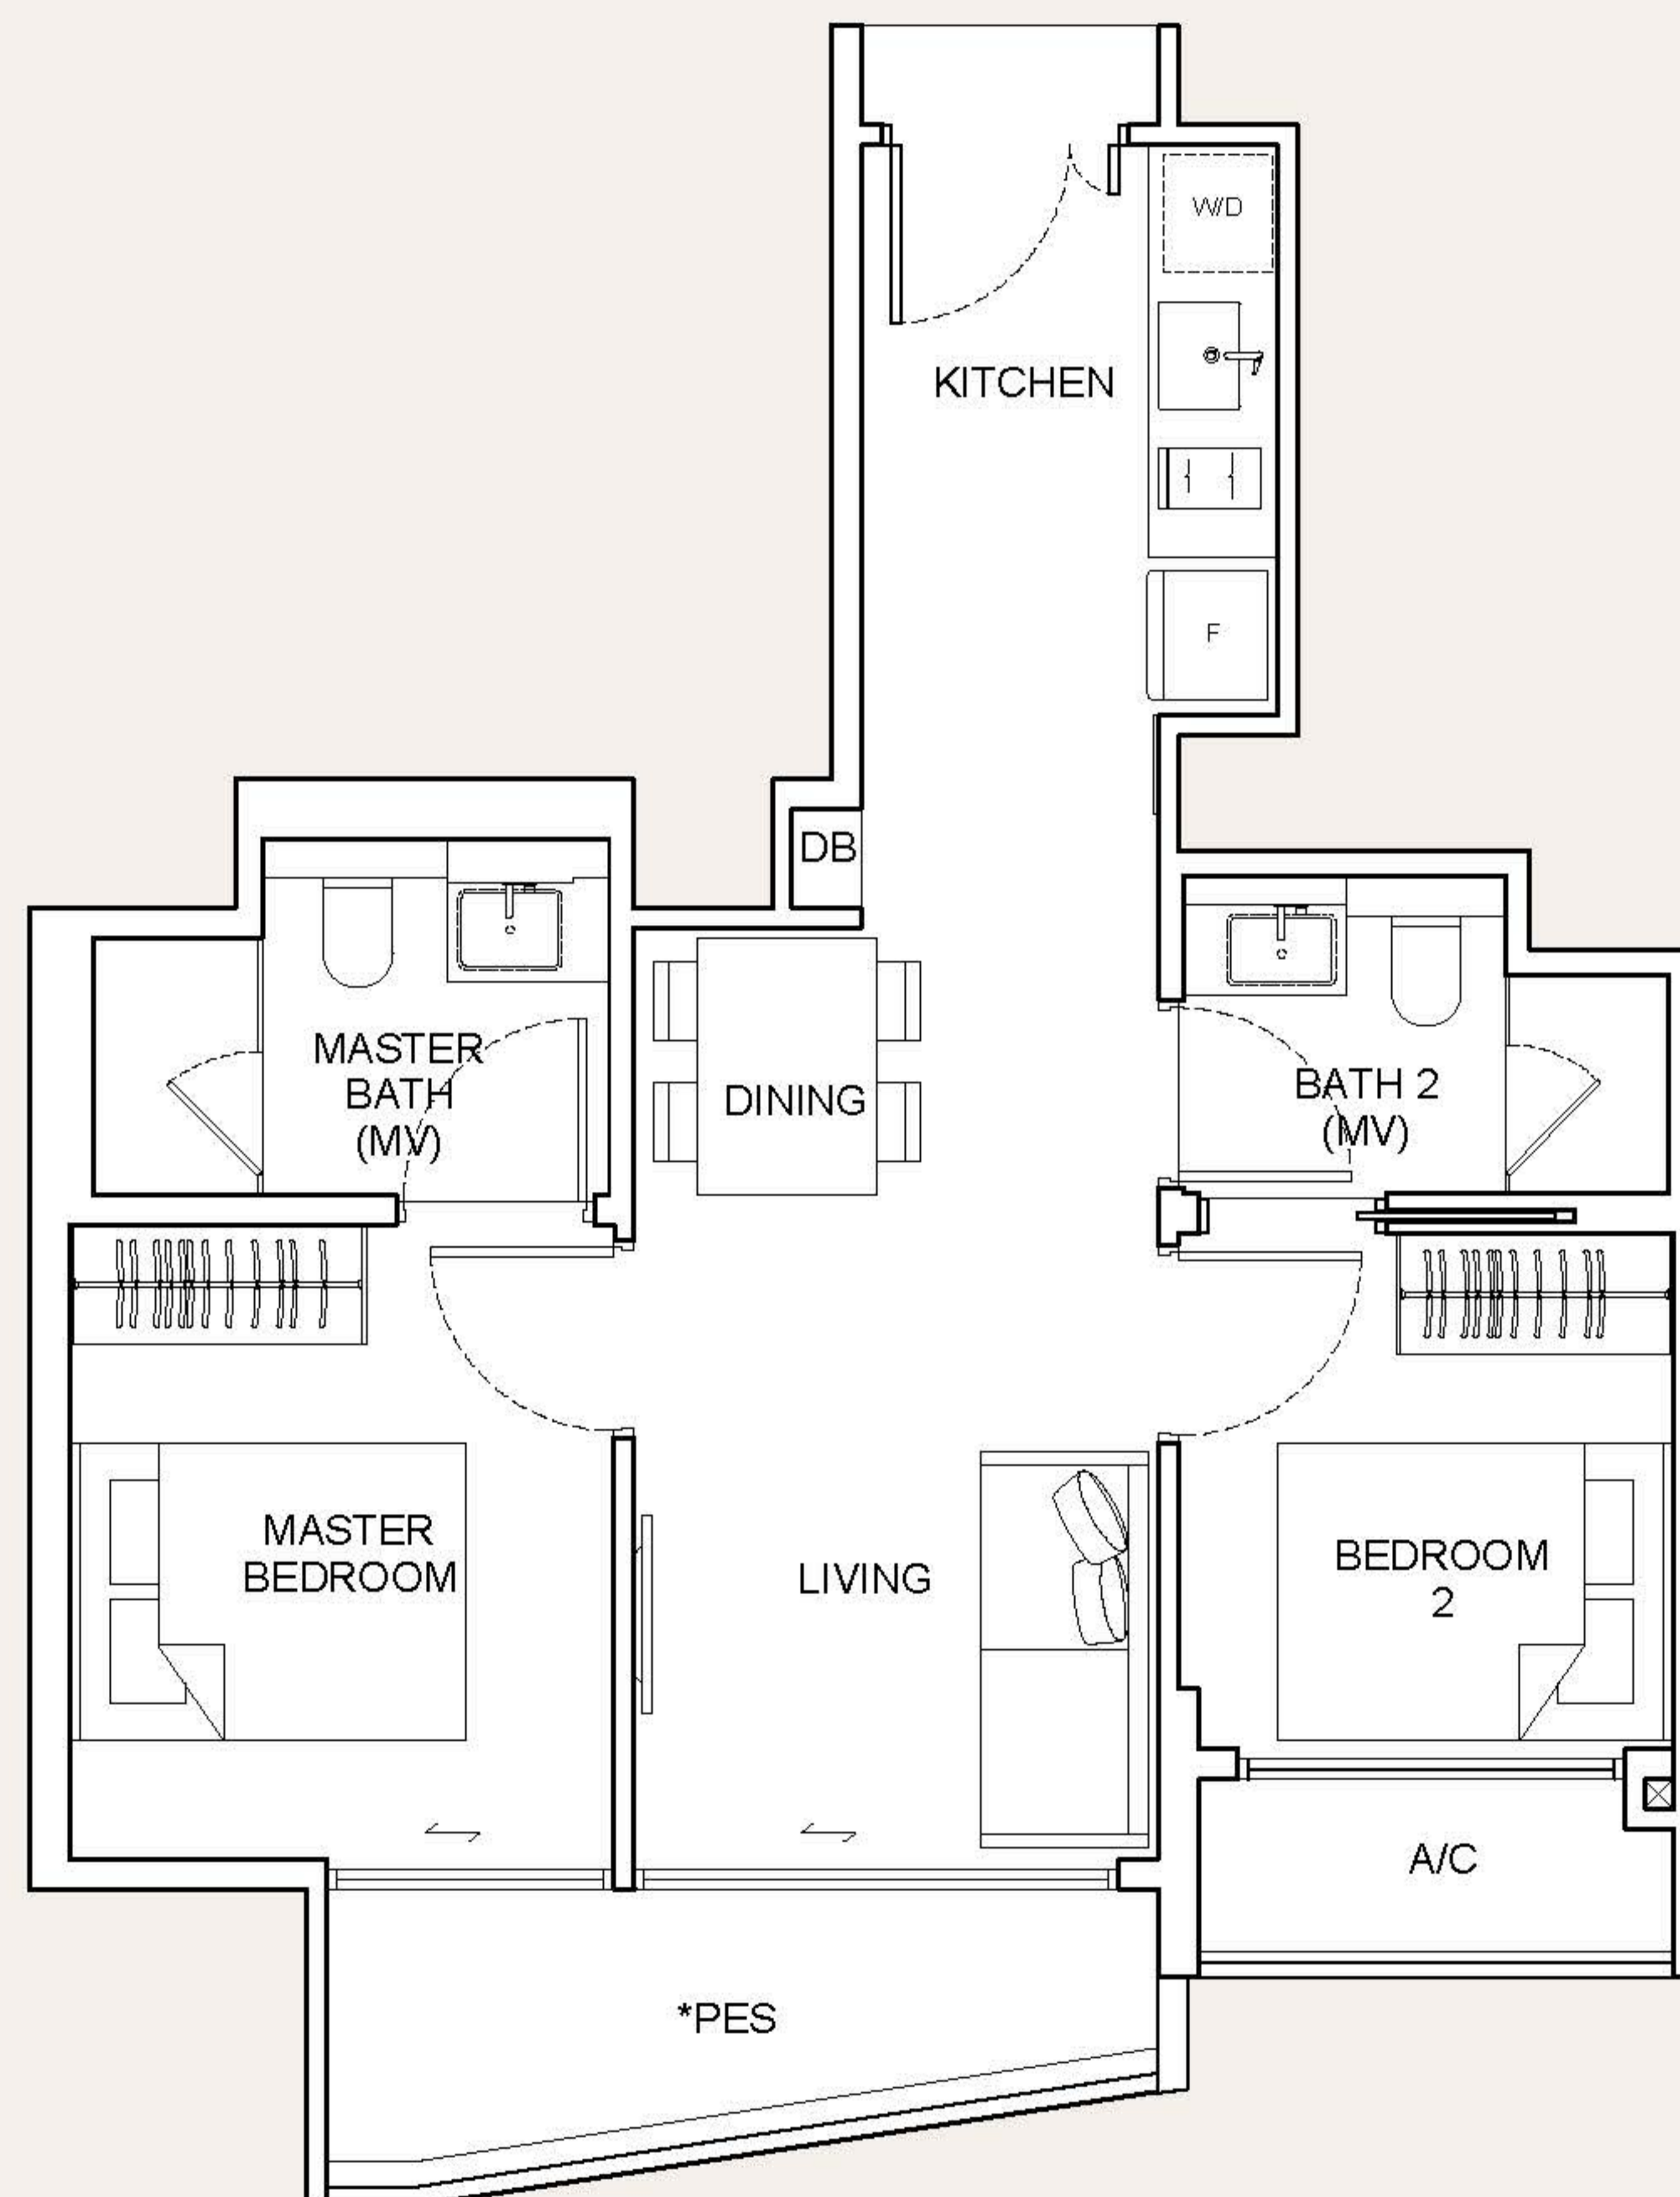 W/D
KITCHEN
F
DB
MASTER
BATH
(MV)
DINING
BATH 2
(MV)
MASTER
BEDROOM
LIVING
BEDROOM
2
A/C
*PES